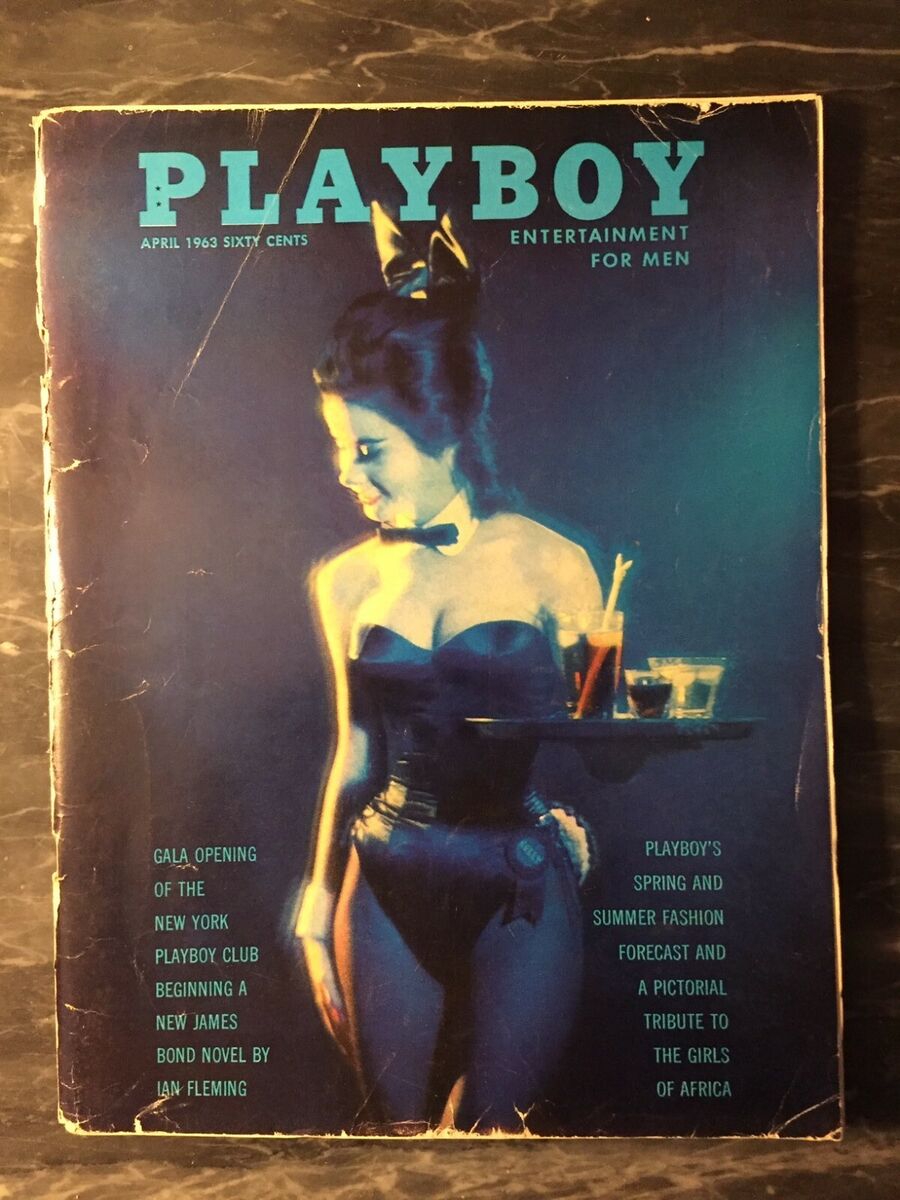 PLAYBOY
APRIL 1963 SIXTY CENTS
ENTERTAINMENT
FOR MEN
GALA OPENING
OF THE
NEW YORK
PLAYBOY CLUB
BEGINNING A
NEW JAMES
BOND NOVEL BY
IAN FLEMING
PLAYBOY'S
SPRING AND
SUMMER FASHION
FORECAST AND
A PICTORIAL
TRIBUTE TO
THE GIRLS
OF AFRICA